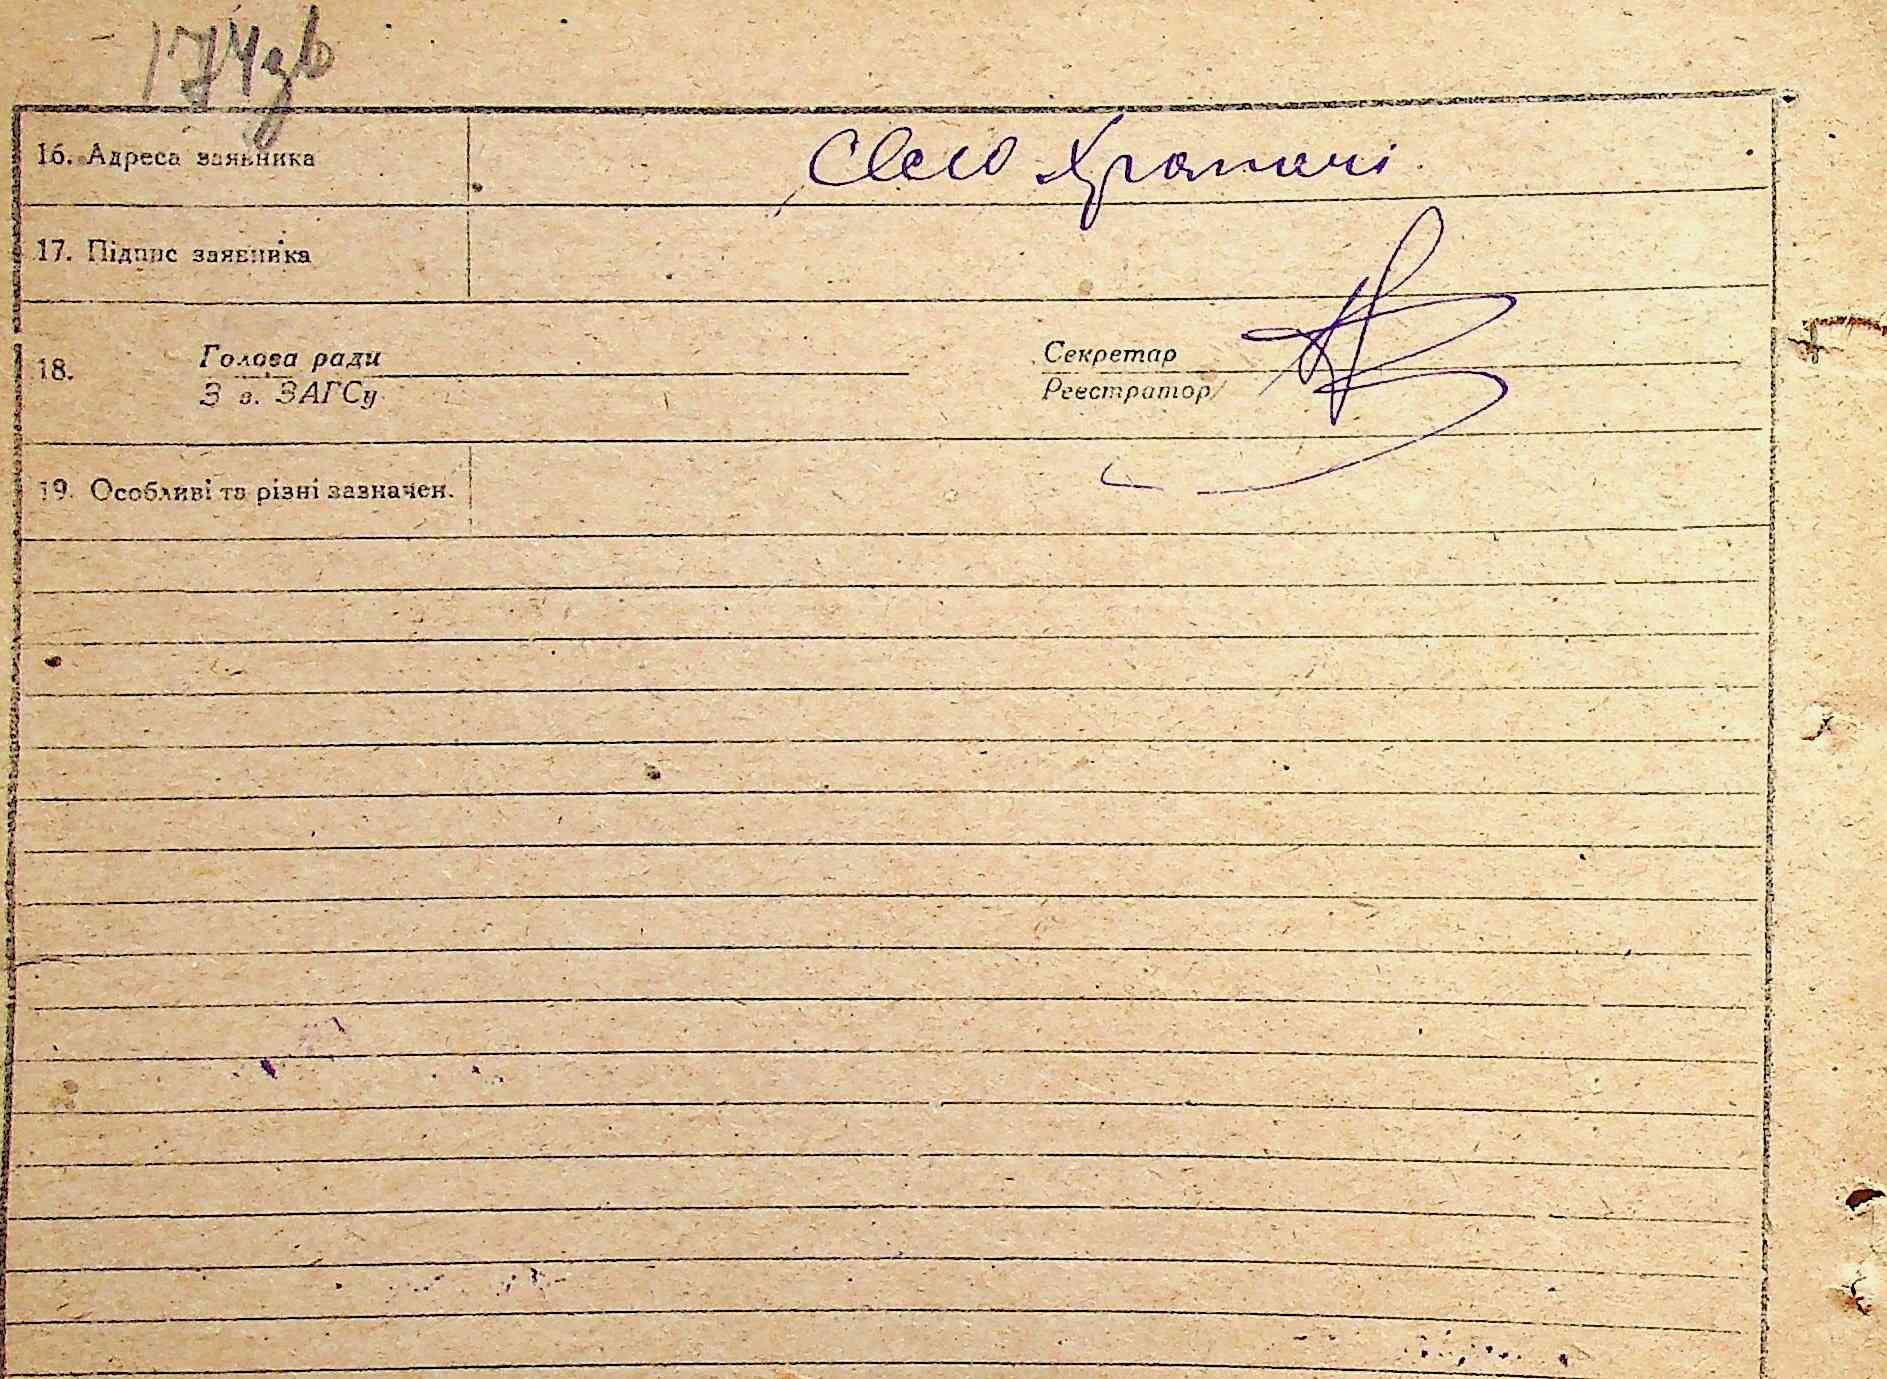 174зв
16. Адреса заявника Село Храпачі
17. Підпис заявника
18. Голова ради Секретар
З в. ЗАГСу Реєстратор
19. Особливі та різні зазначен.